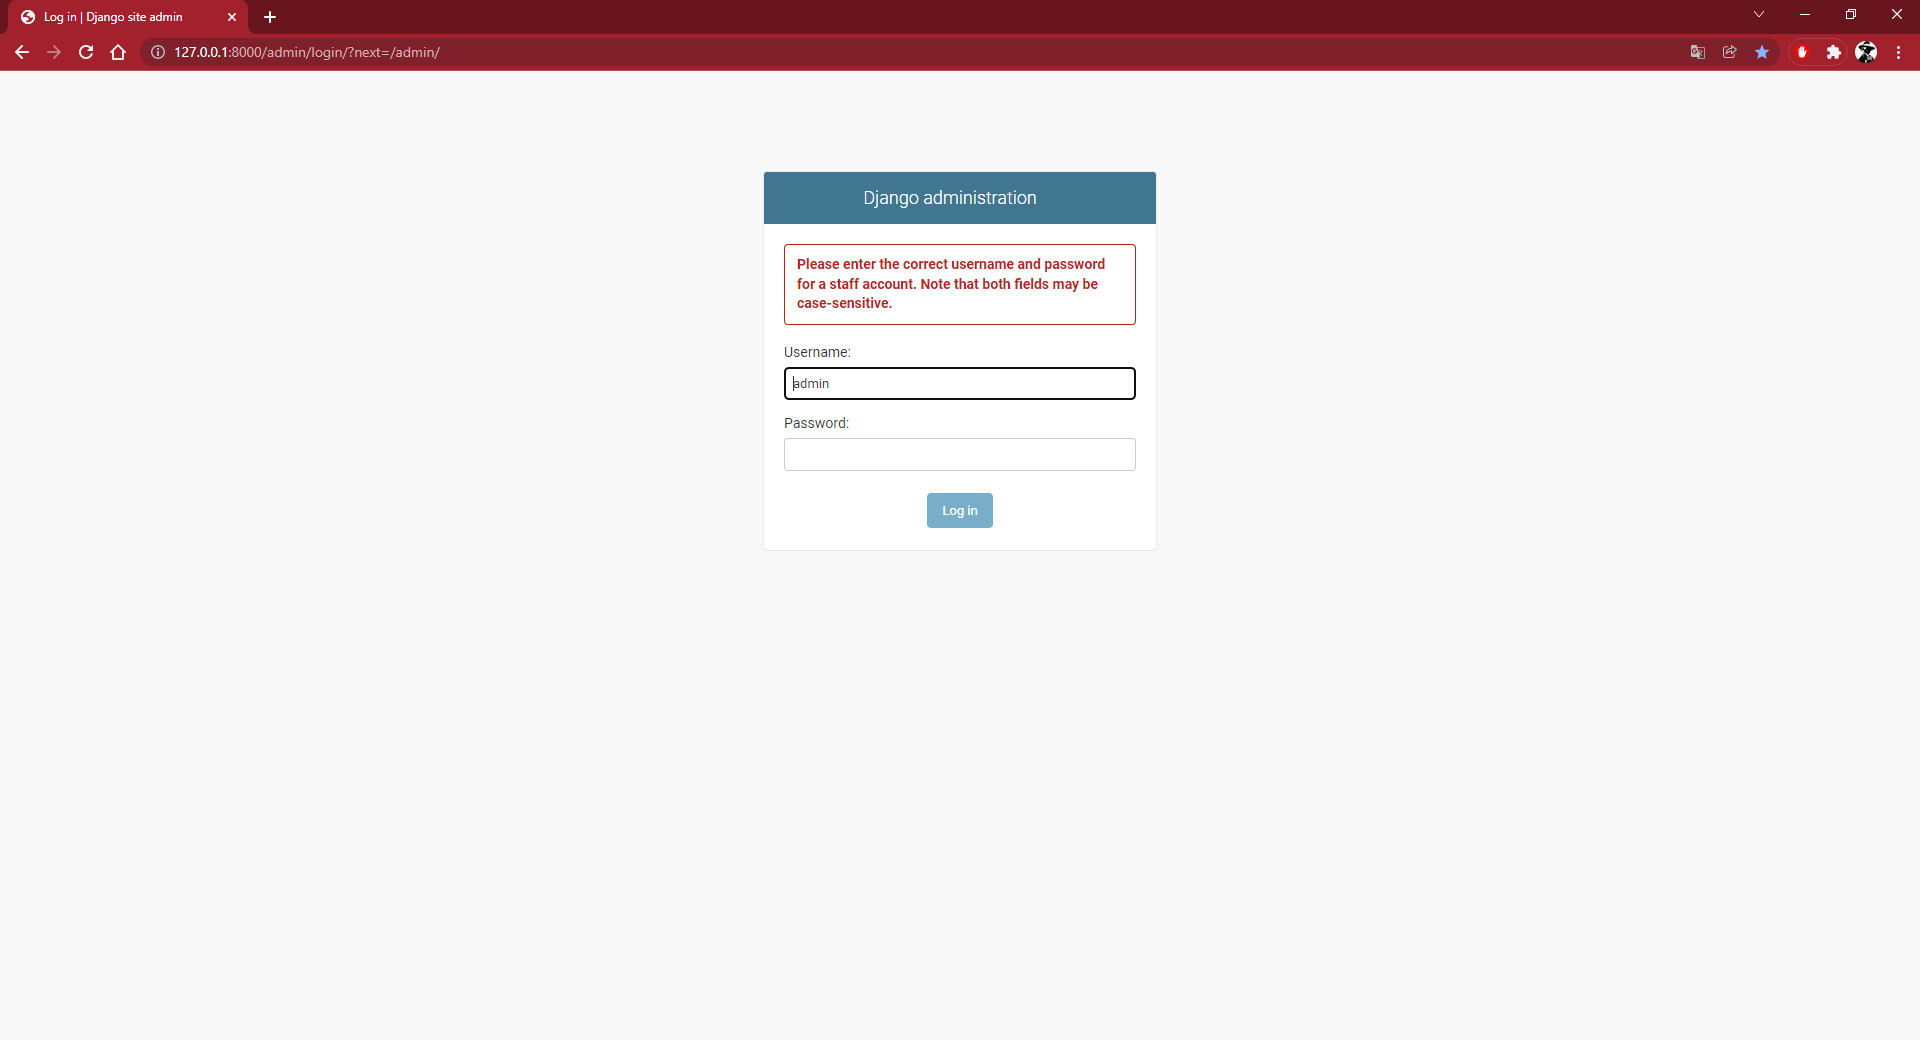 Log in | Django site admin
127.0.0.1:8000/admin/login/?next=/admin/
Django administration
Please enter the correct username and password
for a staff account. Note that both fields may be
case-sensitive.
Username:
admin
Password:
Log in